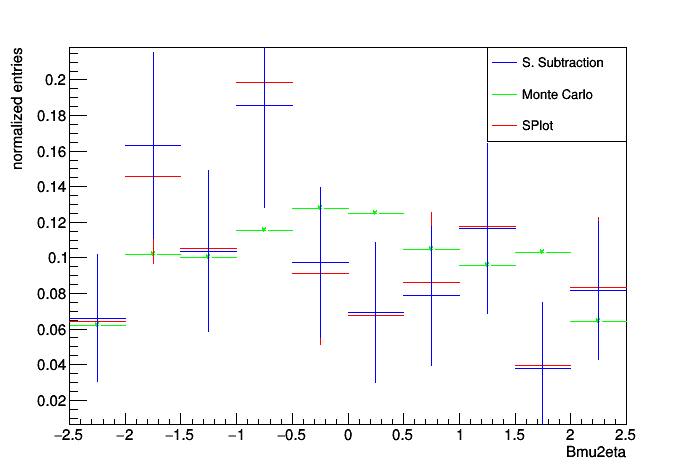 normalized entries
S. Subtraction
Monte Carlo
SPlot
0.2
0.18
0.16
0.14
0.12
0.1
0.08
0.06
0.04
0.02
−2.5 −2 −1.5 −1 −0.5 0 0.5 1 1.5 2 2.5
Bmu2eta